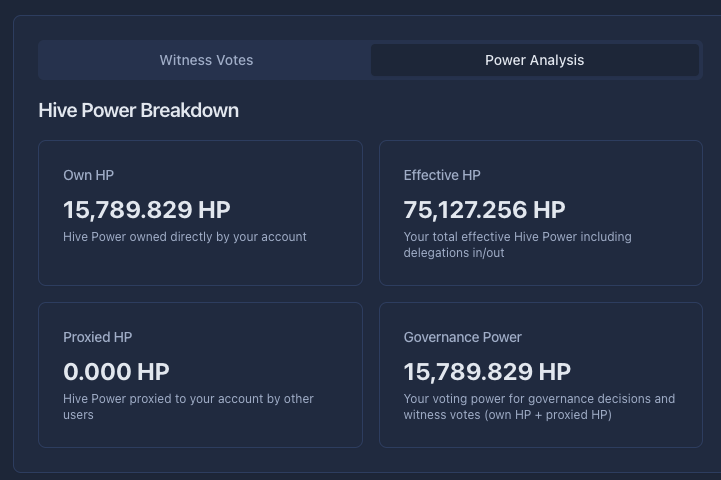 Witness Votes
Power Analysis
Hive Power Breakdown
Own HP
15,789.829 HP
Hive Power owned directly by your account
Effective HP
75,127.256 HP
Your total effective Hive Power including
delegations in/out
Proxied HP
0.000 HP
Hive Power proxied to your account by other
users
Governance Power
15,789.829 HP
Your voting power for governance decisions and
witness votes (own HP + proxied HP)